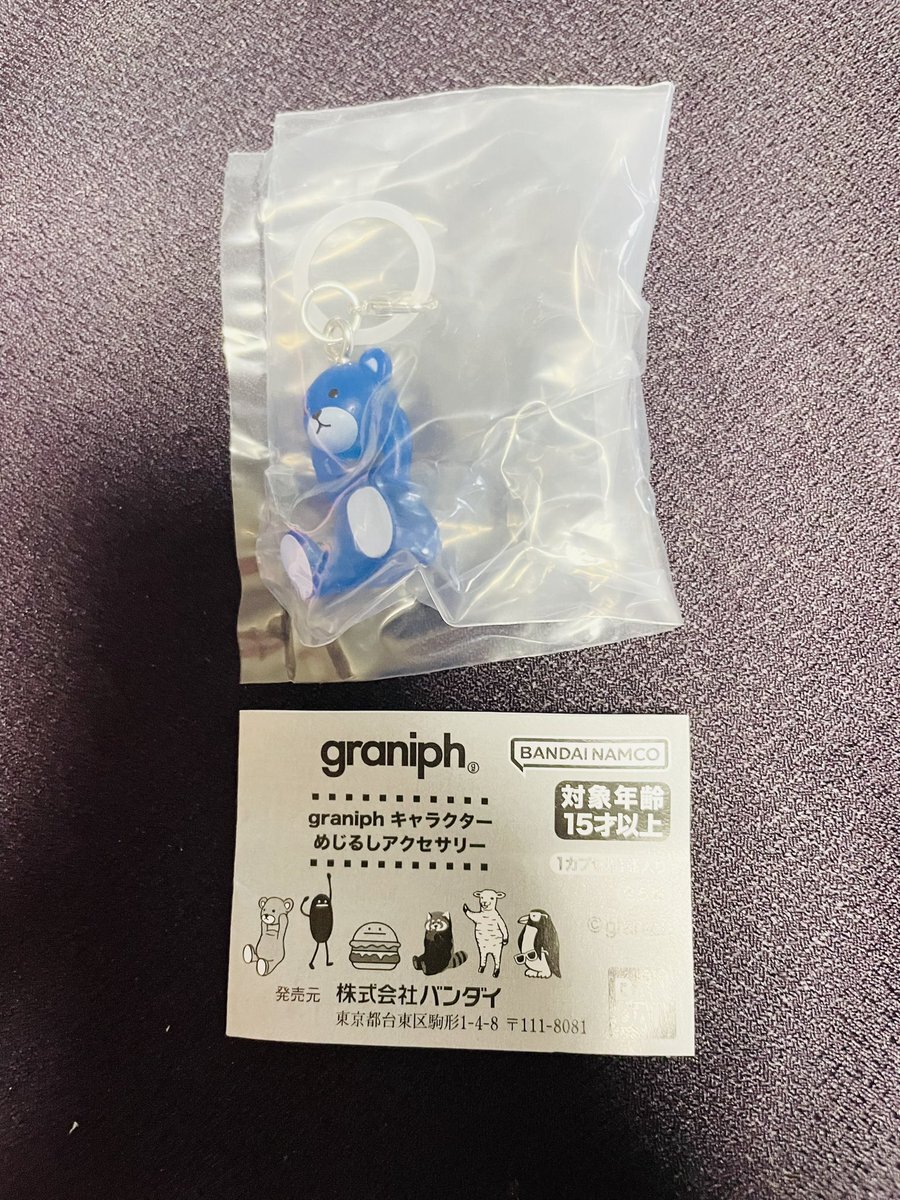 graniph
BANDAI NAMCO
対象年齢
15才以上
graniph キャラクター
めじるしアクセサリー
発売元 株式会社バンダイ
東京都台東区駒形1-4-8 〒111-8081